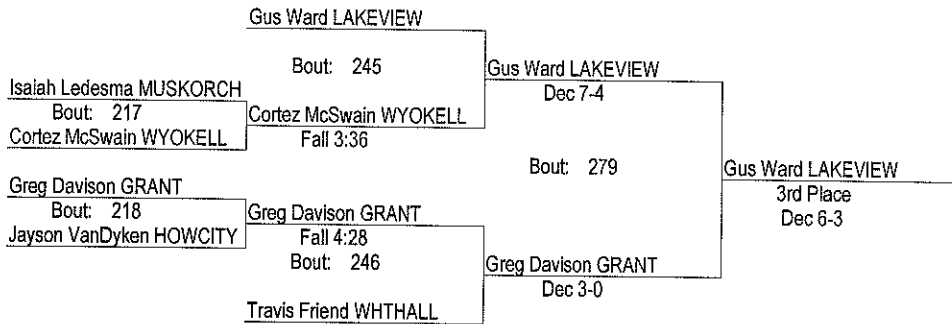 Gus Ward LAKEVIEW
Bout: 245
Gus Ward LAKEVIEW
Dec 7-4
Isaiah Ledesma MUSKORCH
Bout: 217
Cortez McSwain WYOKELL
Cortez McSwain WYOKELL
Fall 3:36
Bout: 279
Gus Ward LAKEVIEW
3rd Place
Dec 6-3
Greg Davison GRANT
Bout: 218
Jayson VanDyken HOWCITY
Greg Davison GRANT
Fall 4:28
Bout: 246
Greg Davison GRANT
Dec 3-0
Travis Friend WHTHALL